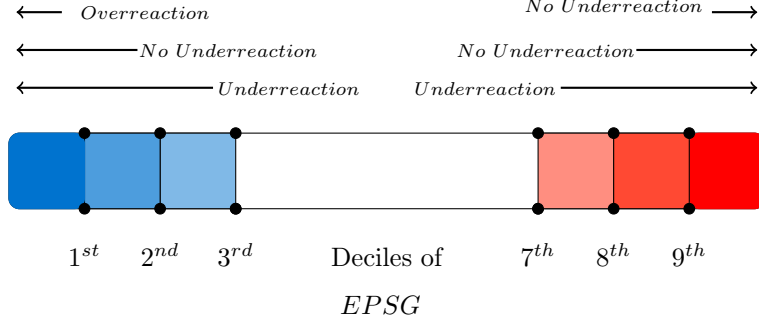 Overreaction No Underreaction
No Underreaction No Underreaction
Underreaction Underreaction
1st 2nd 3rd Deciles of 7th 8th 9th
EPSG